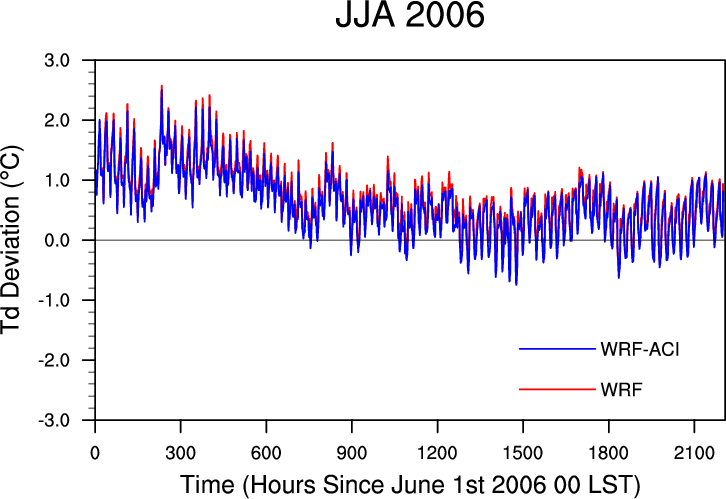 JJA 2006
3.0
2.0
1.0
0.0
-1.0
-2.0
-3.0
Td Deviation (°C)
WRF-ACI
WRF
0 300 600 900 1200 1500 1800 2100
Time (Hours Since June 1st 2006 00 LST)